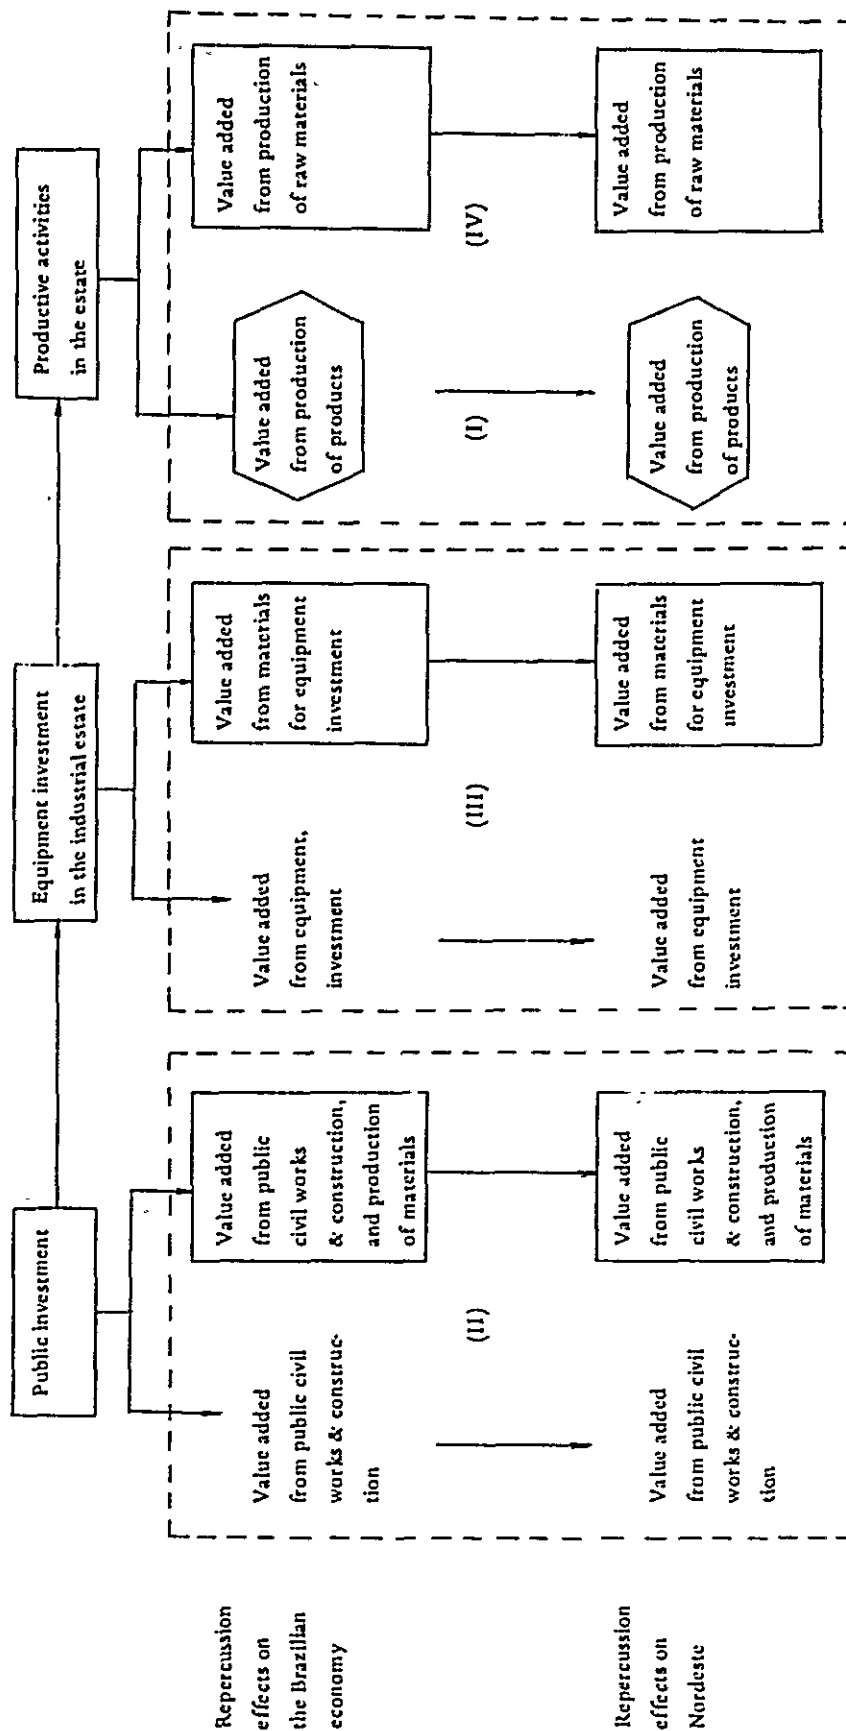 Public investment
Equipment investment
in the industrial estate
Productive activities
in the estate
Repercussion
effects on
the Brazilian
economy
Value added
from public civil
works & construc-
tion
Value added
from public
civil works
& construction,
and production
of materials
Value added
from equipment,
investment
Value added
from materials
for equipment
investment
Value added
from production
of products
Value added
from production
of raw materials
(II)
(III)
(I)
(IV)
Repercussion
effects on
Nordeste
Value added
from public civil
works & construc-
tion
Value added
from public
civil works
& construction,
and production
of materials
Value added
from equipment
investment
Value added
from materials
for equipment
investment
Value added
from production
of products
Value added
from production
of raw materials